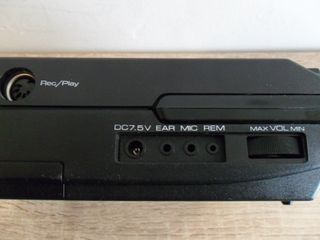 Rec/Play
DC7.5V EAR MIC REM MAX VOL MIN